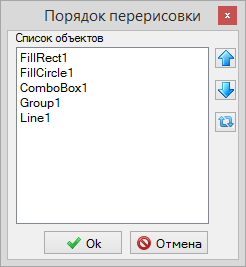 Порядок перерисовки
Список объектов
FillRect1
FillCircle1
ComboBox1
Group1
Line1
Ok
Отмена